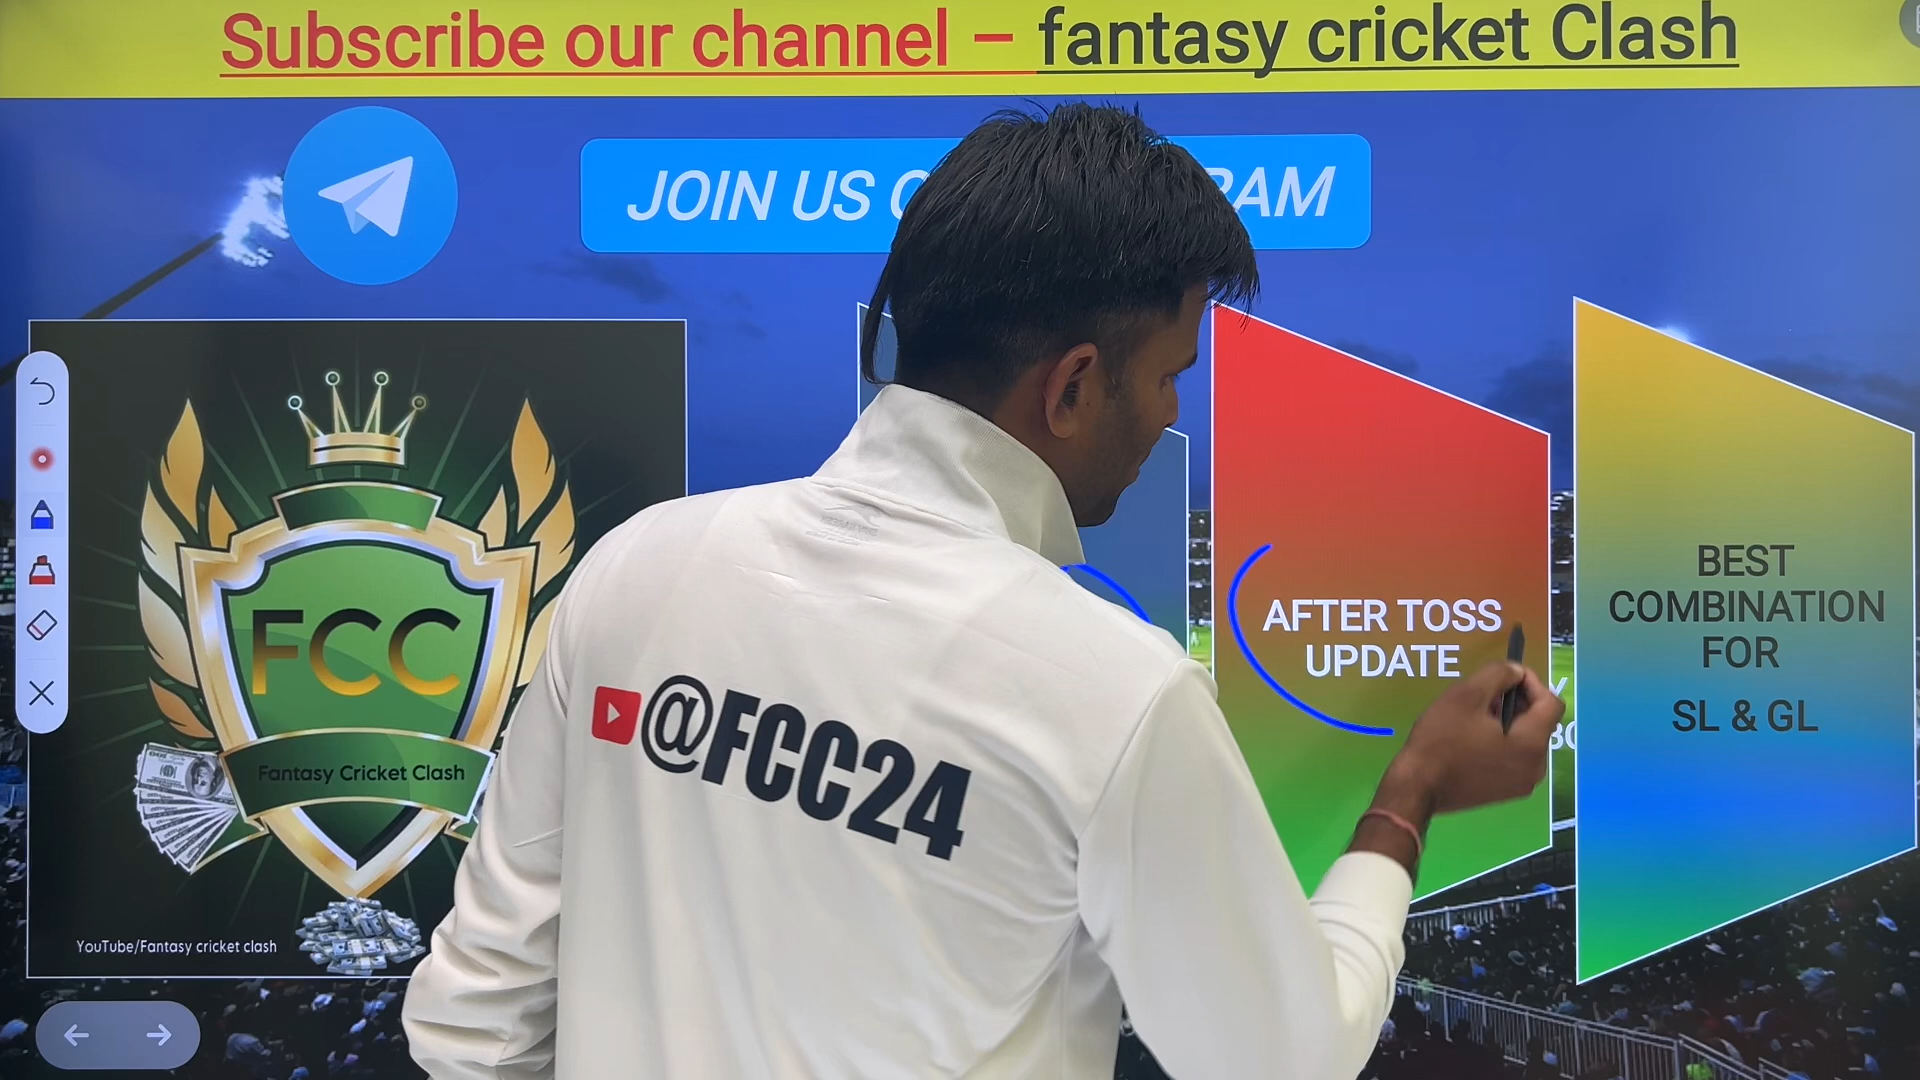 Subscribe our channel – fantasy cricket Clash
JOIN US
FCC
Fantasy Cricket Clash
YouTube/Fantasy cricket clash
@FCC24
AFTER TOSS
UPDATE
BEST
COMBINATION
FOR
SL & GL